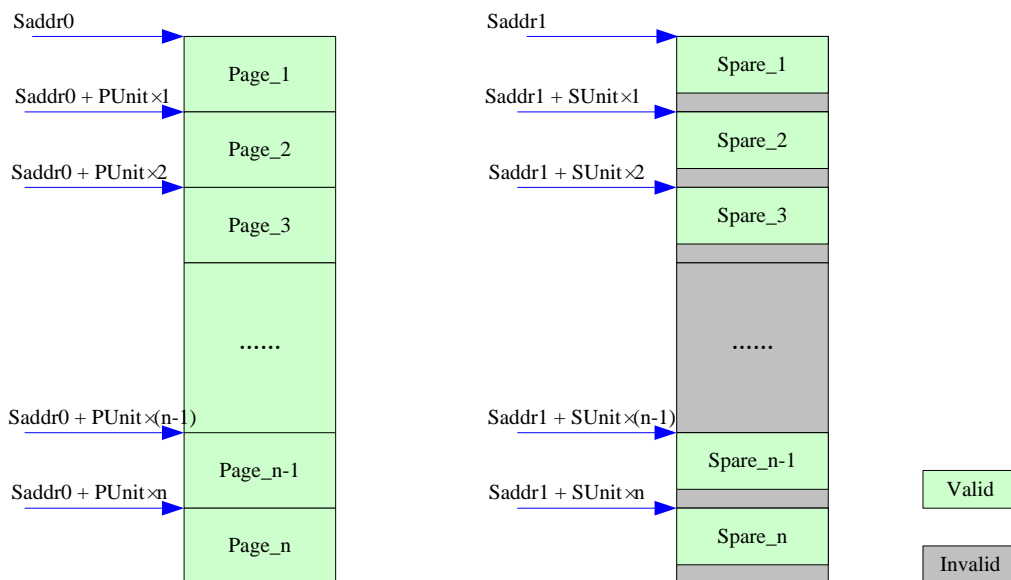 Saddr0
Page_1
Saddr0 + PUnit×1
Page_2
Saddr0 + PUnit×2
Page_3
......
Saddr0 + PUnit×(n-1)
Page_n-1
Saddr0 + PUnit×n
Page_n
Saddr1
Spare_1
Saddr1 + SUnit×1
Spare_2
Saddr1 + SUnit×2
Spare_3
......
Saddr1 + SUnit×(n-1)
Spare_n-1
Saddr1 + SUnit×n
Spare_n
Valid
Invalid